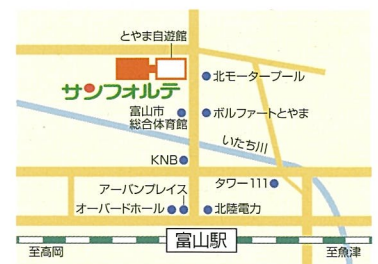 とやま自遊館
サンフォルテ
北モータープール
富山市
総合体育館
ボルファートとやま
いたち川
KNB
タワー111
アーバンプレイス
オーバードホール
北陸電力
富山駅
至高岡
至魚津